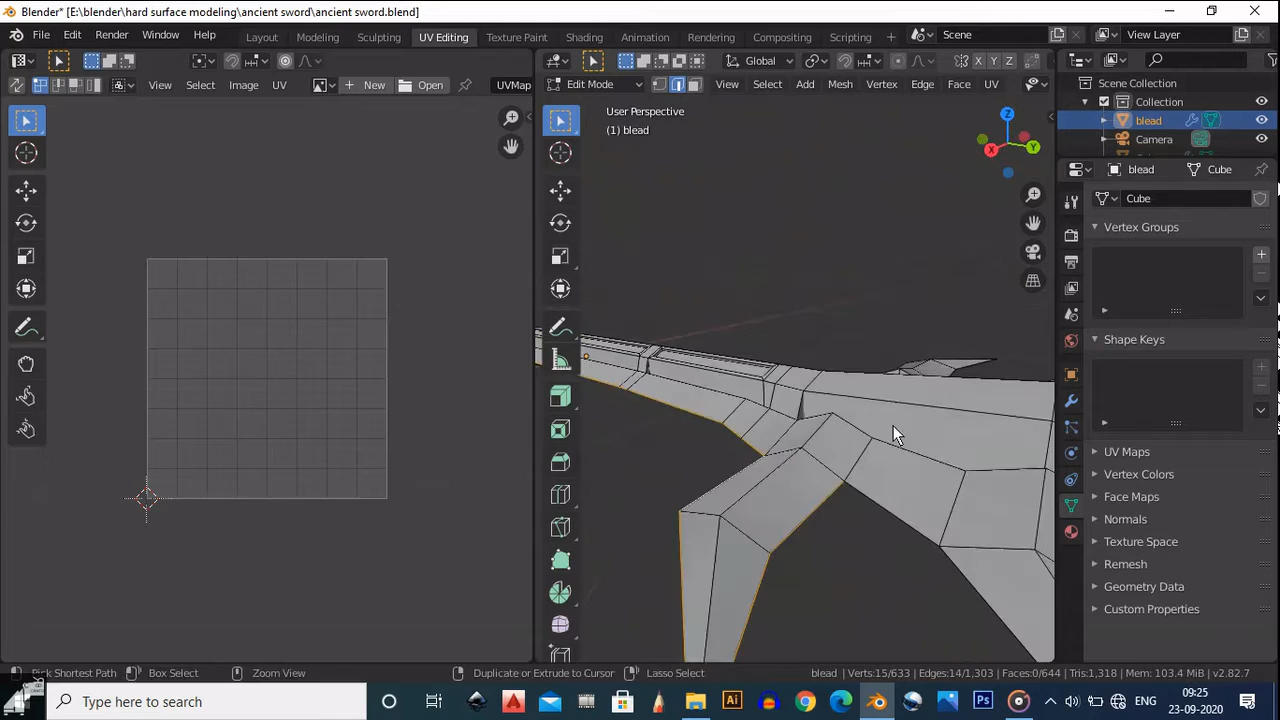 Blender* [E:\blender\hard surface modeling\ancient sword\ancient sword.blend]
File Edit Render Window Help Layout Modeling Sculpting UV Editing Texture Paint Shading Animation Rendering Compositing Scripting Scene View Layer
Global
View Select Image UV New Open UVMap Edit Mode View Select Add Mesh Vertex Edge Face UV
Scene Collection
Collection
User Perspective
(1) blead
blead
Camera
Z
X
Y
blead Cube
Cube
Vertex Groups
Shape Keys
UV Maps
Vertex Colors
Face Maps
Normals
Texture Space
Remesh
Geometry Data
Custom Properties
X Y Z
Pick Shortest Path Box Select Zoom View Duplicate or Extrude to Cursor Lasso Select blead | Verts:15/633 | Edges:14/1,303 | Faces:0/644 | Tris:1,318 | Mem: 103.4 MiB | v2.82.7
Type here to search
Ai
Ps
ENG
09:25
23-09-2020